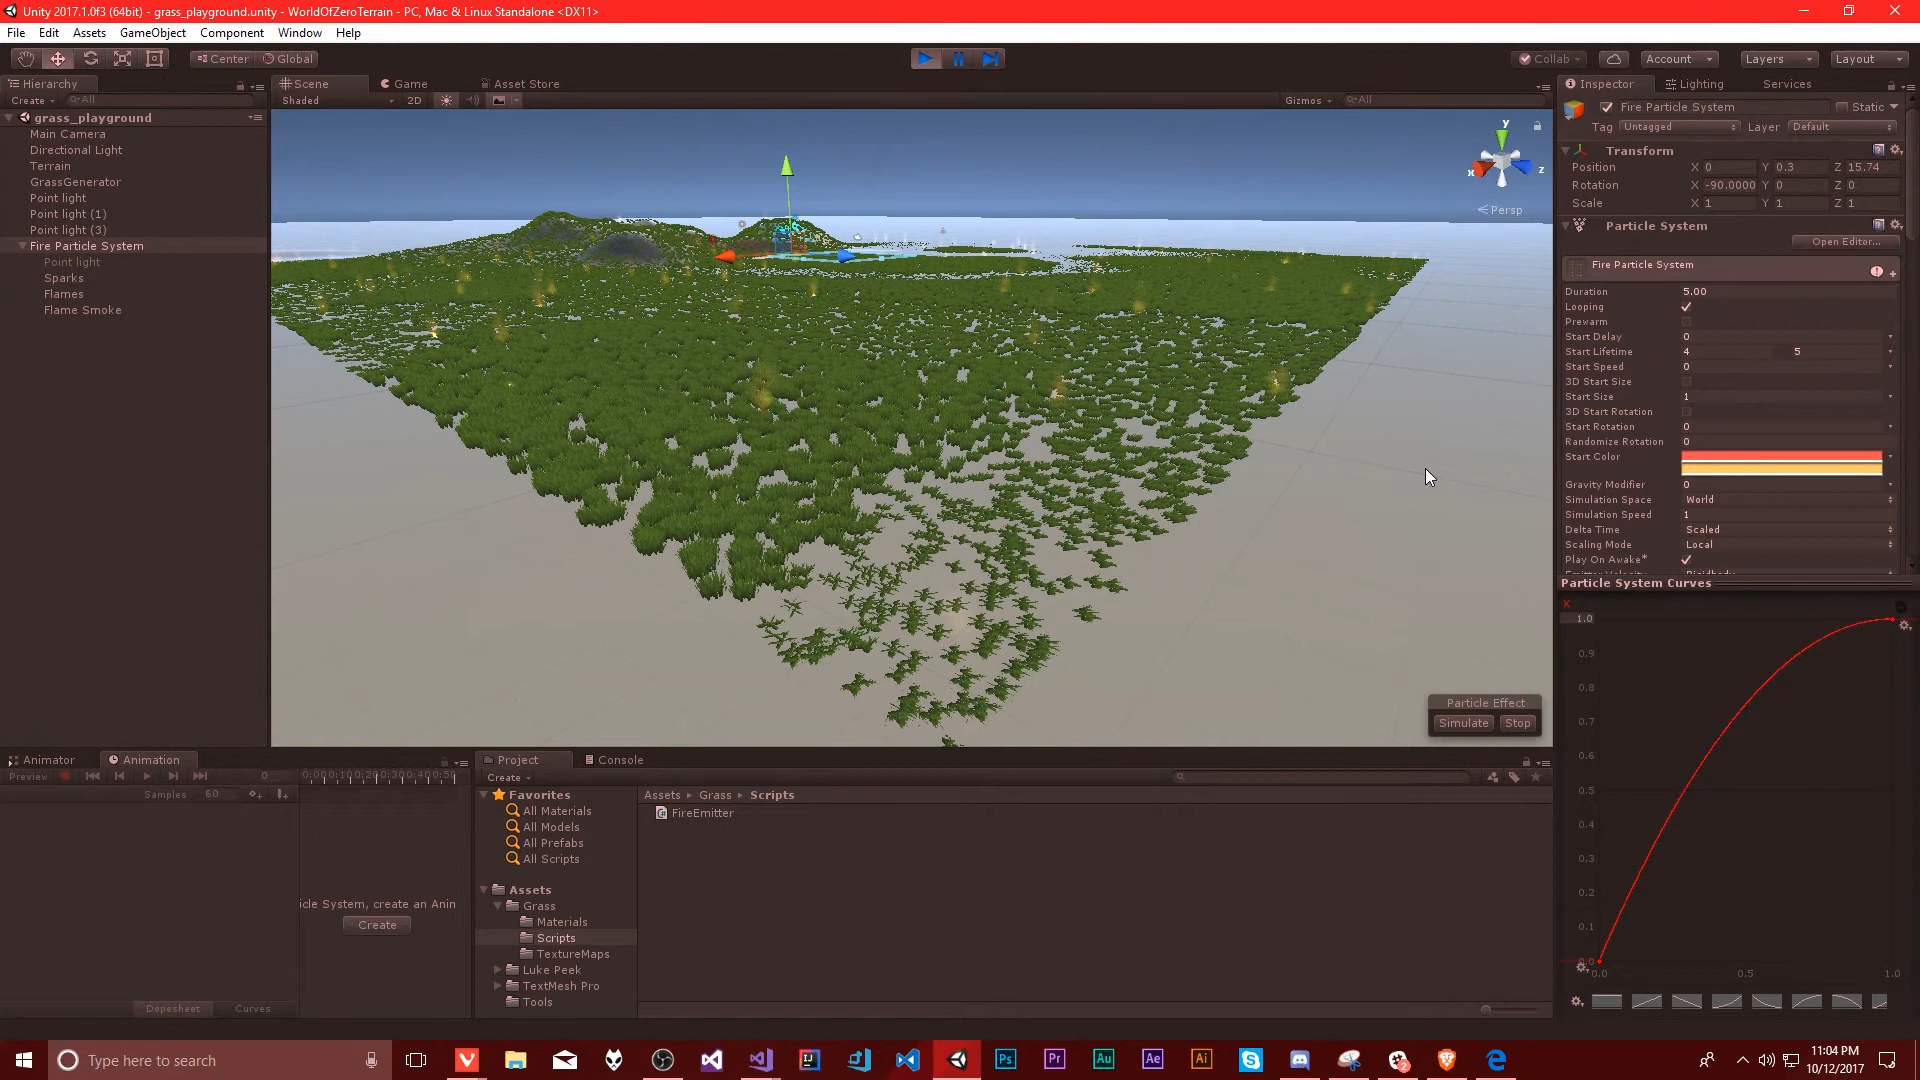 Unity 2017.1.0f3 (64bit) - grass_playground.unity - WorldOfZeroTerrain - PC, Mac & Linux Standalone <DX11>
File Edit Assets GameObject Component Window Help
Center Global Collab Account Layers Layout
Hierarchy
Create All
grass_playground
Main Camera
Directional Light
Terrain
GrassGenerator
Point light
Point light (1)
Point light (3)
Fire Particle System
Point light
Sparks
Flames
Flame Smoke
Scene Game Asset Store
Shaded 2D Gizmos All
y
x
z
Persp
Particle Effect
Simulate Stop
Inspector Lighting Services
Fire Particle System Static
Tag Untagged Layer Default
Transform
Position X 0 Y 0.3 Z 15.74
Rotation X -90.0000 Y 0 Z 0
Scale X 1 Y 1 Z 1
Particle System
Open Editor...
Fire Particle System
Duration 5.00
Looping
Prewarm
Start Delay 0
Start Lifetime 4 5
Start Speed 0
3D Start Size
Start Size 1
3D Start Rotation
Start Rotation 0
Randomize Rotation 0
Start Color
Gravity Modifier 0
Simulation Space World
Simulation Speed 1
Delta Time Scaled
Scaling Mode Local
Play On Awake*
Particle System Curves
X
1.0
0.9
0.8
0.7
0.6
0.5
0.4
0.3
0.2
0.1
0.0
0.0 0.5 1.0
Animator Animation
Preview 0
Samples 60
icle System, create an Anin
Create
Dopesheet Curves
Project Console
Create
Favorites
All Materials
All Models
All Prefabs
All Scripts
Assets
Grass
Materials
Scripts
TextureMaps
Luke Peek
TextMesh Pro
Tools
Assets Grass Scripts
FireEmitter
Type here to search
Ps Pr Au Ae Ai
2
11:04 PM
10/12/2017